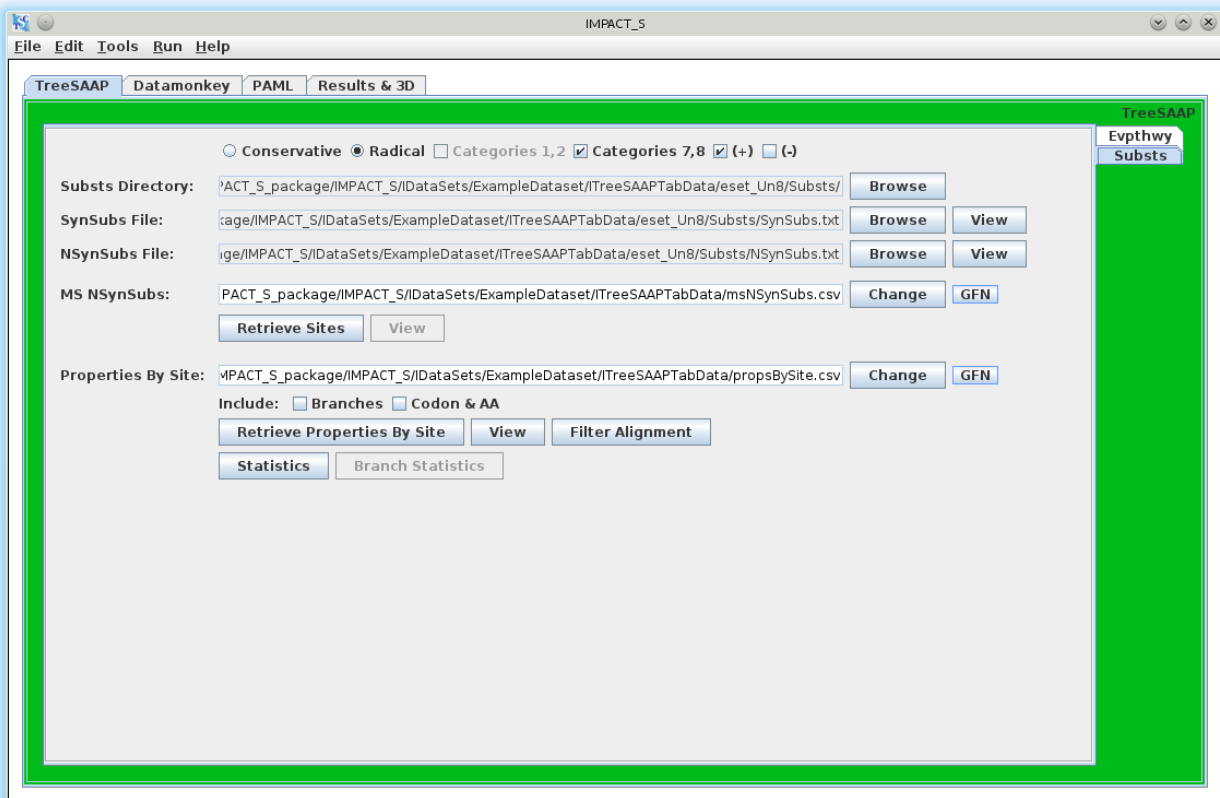 IMPACT_S
File Edit Tools Run Help
TreeSAAP Datamonkey PAML Results & 3D
TreeSAAP
Evpthwy
Substs
Conservative Radical Categories 1,2 Categories 7,8 (+) (-)
Substs Directory: PACT_S_package/IMPACT_S/IDataSets/ExampleDataset/ITreeSAAPTabData/eset_Un8/Substs/ Browse
SynSubs File: kage/IMPACT_S/IDataSets/ExampleDataset/ITreeSAAPTabData/eset_Un8/Substs/SynSubs.txt Browse View
NSynSubs File: ge/IMPACT_S/IDataSets/ExampleDataset/ITreeSAAPTabData/eset_Un8/Substs/NSynSubs.txt Browse View
MS NSynSubs: PACT_S_package/IMPACT_S/IDataSets/ExampleDataset/ITreeSAAPTabData/msNSynSubs.csv Change GFN
Retrieve Sites View
Properties By Site: MPACT_S_package/IMPACT_S/IDataSets/ExampleDataset/ITreeSAAPTabData/propsBySite.csv Change GFN
Include: Branches Codon & AA
Retrieve Properties By Site View Filter Alignment
Statistics Branch Statistics